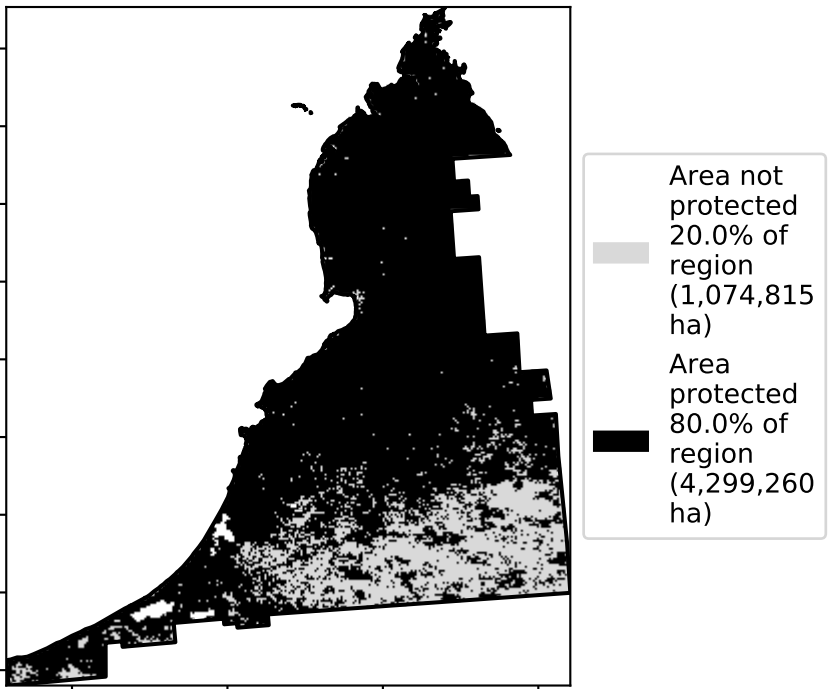 Area not
protected
20.0% of
region
(1,074,815
ha)
Area
protected
80.0% of
region
(4,299,260
ha)